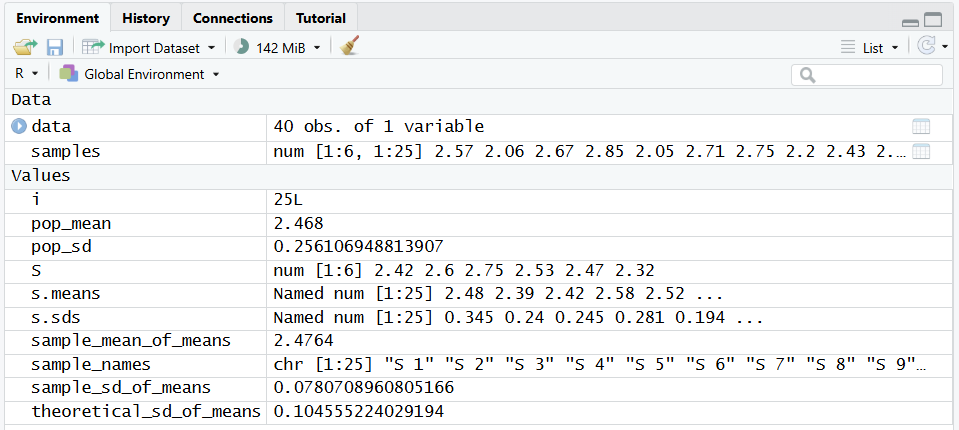 Environment History Connections Tutorial
Import Dataset 142 MiB List
R Global Environment
Data
data 40 obs. of 1 variable
samples num [1:6, 1:25] 2.57 2.06 2.67 2.85 2.05 2.71 2.75 2.2 2.43 2.…
Values
i 25L
pop_mean 2.468
pop_sd 0.256106948813907
S num [1:6] 2.42 2.6 2.75 2.53 2.47 2.32
s.means Named num [1:25] 2.48 2.39 2.42 2.58 2.52 ...
s.sds Named num [1:25] 0.345 0.24 0.245 0.281 0.194 ...
sample_mean_of_means 2.4764
sample_names chr [1:25] "S 1" "S 2" "S 3" "S 4" "S 5" "S 6" "S 7" "S 8" "S 9"…
sample_sd_of_means 0.0780708960805166
theoretical_sd_of_means 0.104555224029194